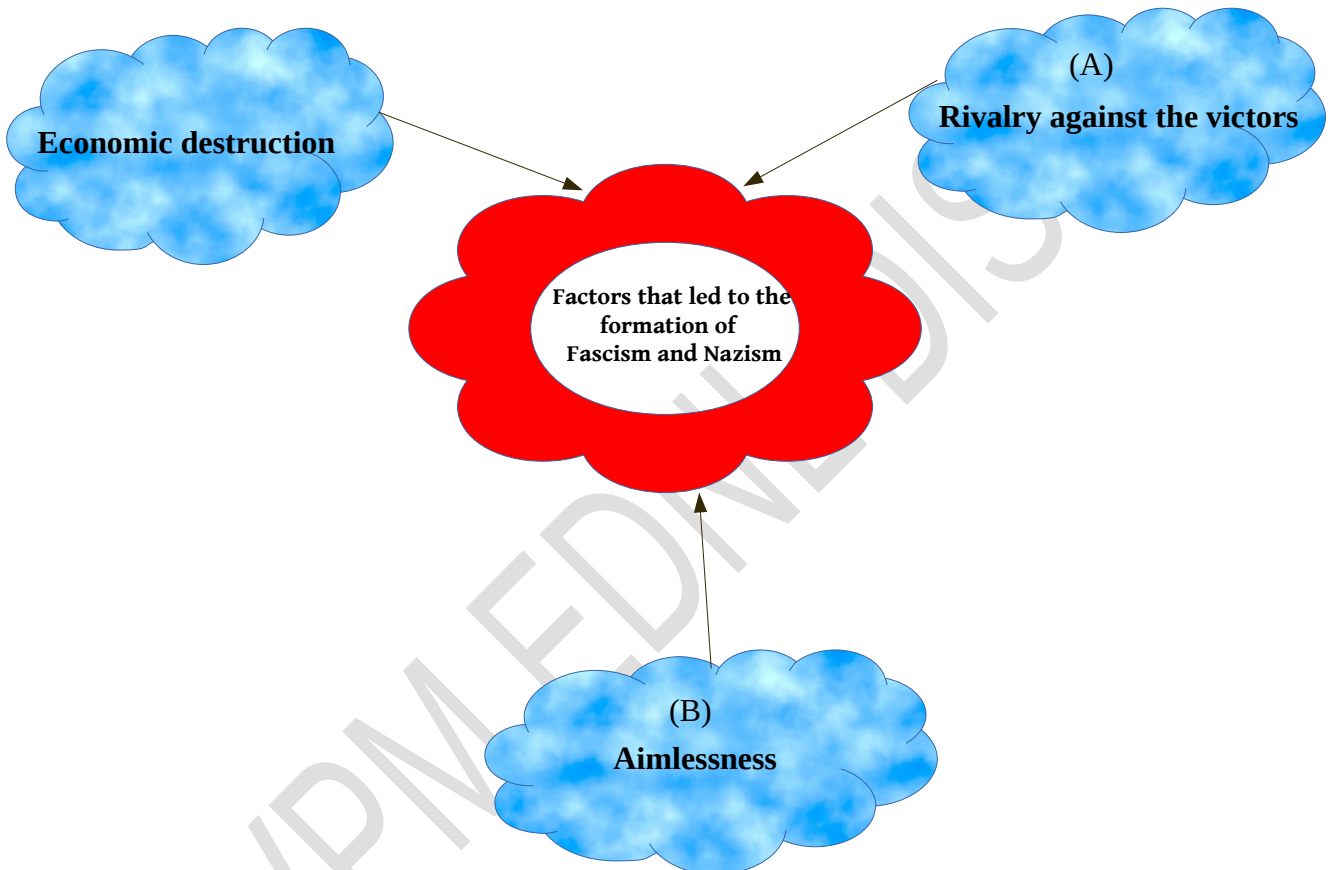 Economic destruction
(A)
Rivalry against the victors
Factors that led to the
formation of
Fascism and Nazism
(B)
Aimlessness